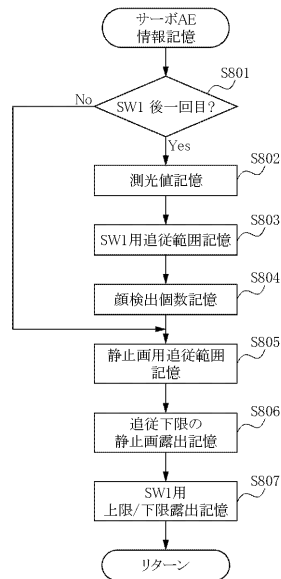 サーボAE
情報記憶
S801
No
SW1 後一回目?
Yes
S802
測光値記憶
S803
SW1用追従範囲記憶
S804
顔検出個数記憶
S805
静止画用追従範囲
記憶
S806
追従下限の
静止画露出記憶
S807
SW1用
上限/下限露出記憶
リターン